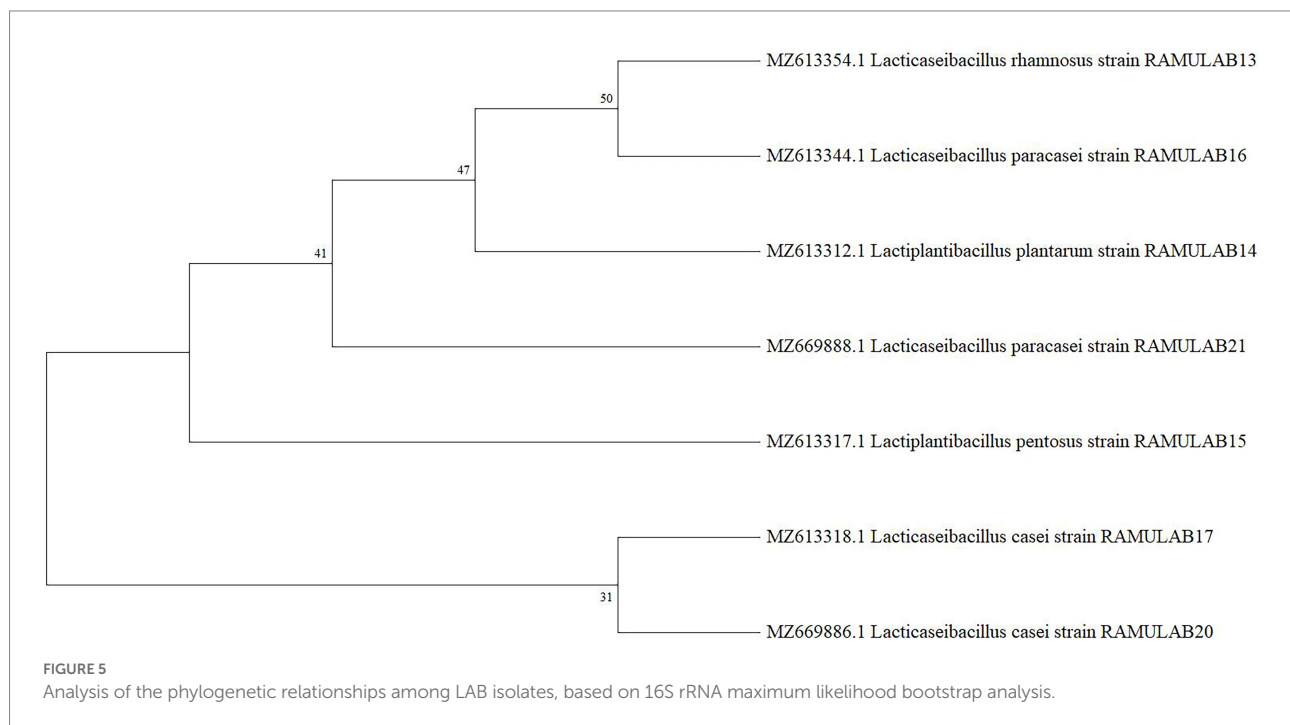 MZ613354.1 Lacticaseibacillus rhamnosus strain RAMULAB13
50
MZ613344.1 Lacticaseibacillus paracasei strain RAMULAB16
47
MZ613312.1 Lactiplantibacillus plantarum strain RAMULAB14
41
MZ669888.1 Lacticaseibacillus paracasei strain RAMULAB21
MZ613317.1 Lactiplantibacillus pentosus strain RAMULAB15
MZ613318.1 Lacticaseibacillus casei strain RAMULAB17
31
MZ669886.1 Lacticaseibacillus casei strain RAMULAB20
FIGURE 5
Analysis of the phylogenetic relationships among LAB isolates, based on 16S rRNA maximum likelihood bootstrap analysis.